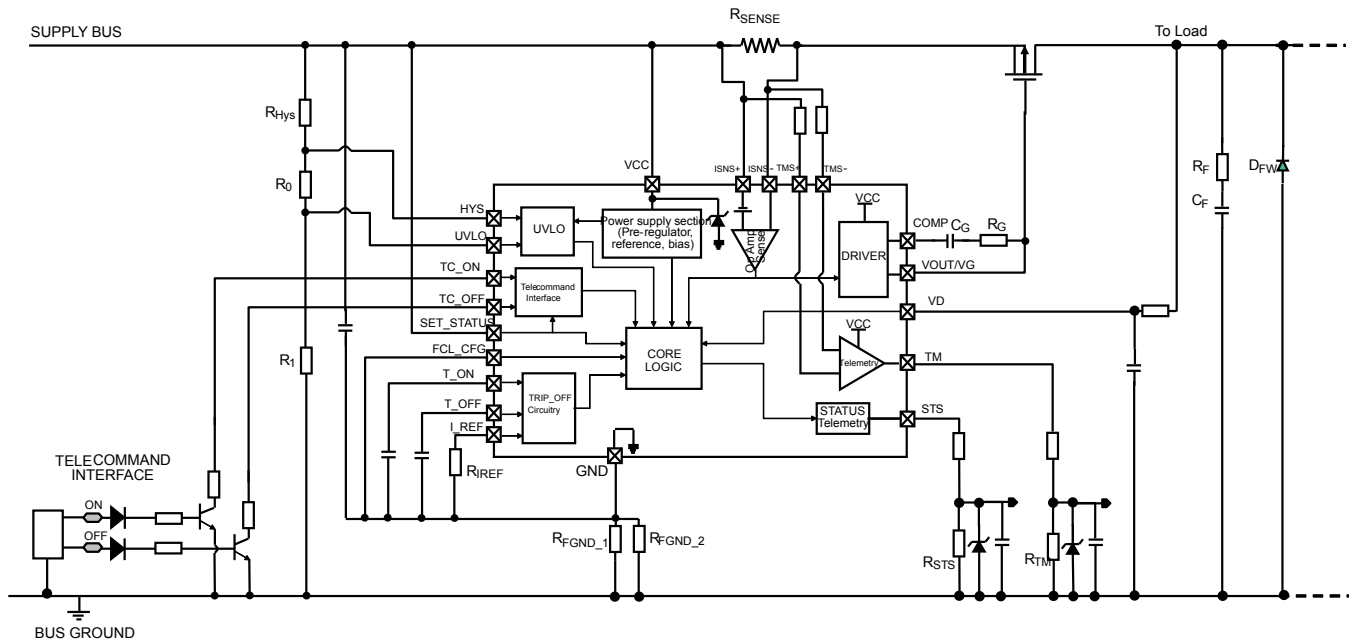 RSENSE
SUPPLY BUS
To Load
RHys
R0
R1
VCC
ISNS+
ISNS-
TMS+
TMS-
HYS
UVLO
TC_ON
TC_OFF
SET_STATUS
FCL_CFG
T_ON
T_OFF
I_REF
UVLO
Power supply section
(Pre-regulator,
reference, bias)
Op Amp
Sense
VCC
DRIVER
COMP
CG
RG
VOUT/VG
VD
Telecommand
Interface
CORE
LOGIC
VCC
Telemetry
TM
TRIP_OFF
Circuitry
STATUS
Telemetry
STS
GND
RIREF
RF
CF
DFW
TELECOMMAND
INTERFACE
ON
OFF
RFGND_1
RFGND_2
RSTS
RTM
BUS GROUND